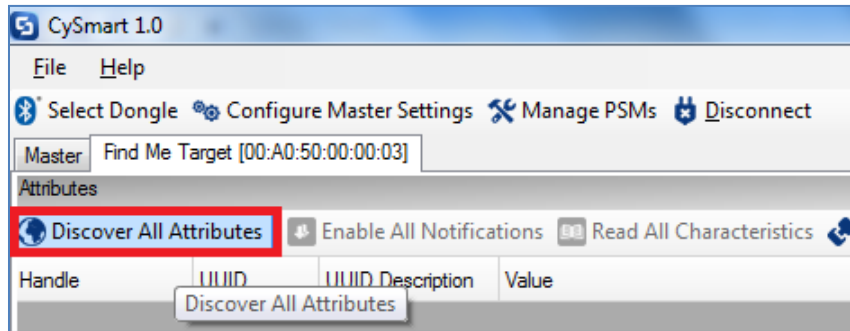 CySmart 1.0
File Help
Select Dongle Configure Master Settings Manage PSMs Disconnect
Master Find Me Target [00:A0:50:00:00:03]
Attributes
Discover All Attributes Enable All Notifications Read All Characteristics
Handle UUID UUID Description Value
Discover All Attributes